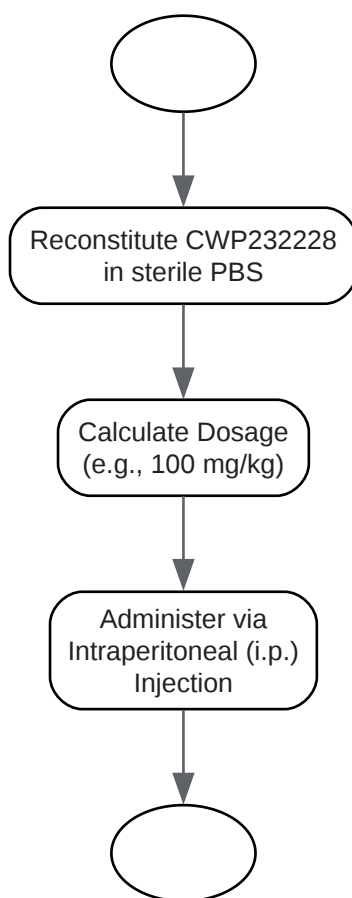 Reconstitute CWP232228
in sterile PBS
Calculate Dosage
(e.g., 100 mg/kg)
Administer via
Intraperitoneal (i.p.)
Injection